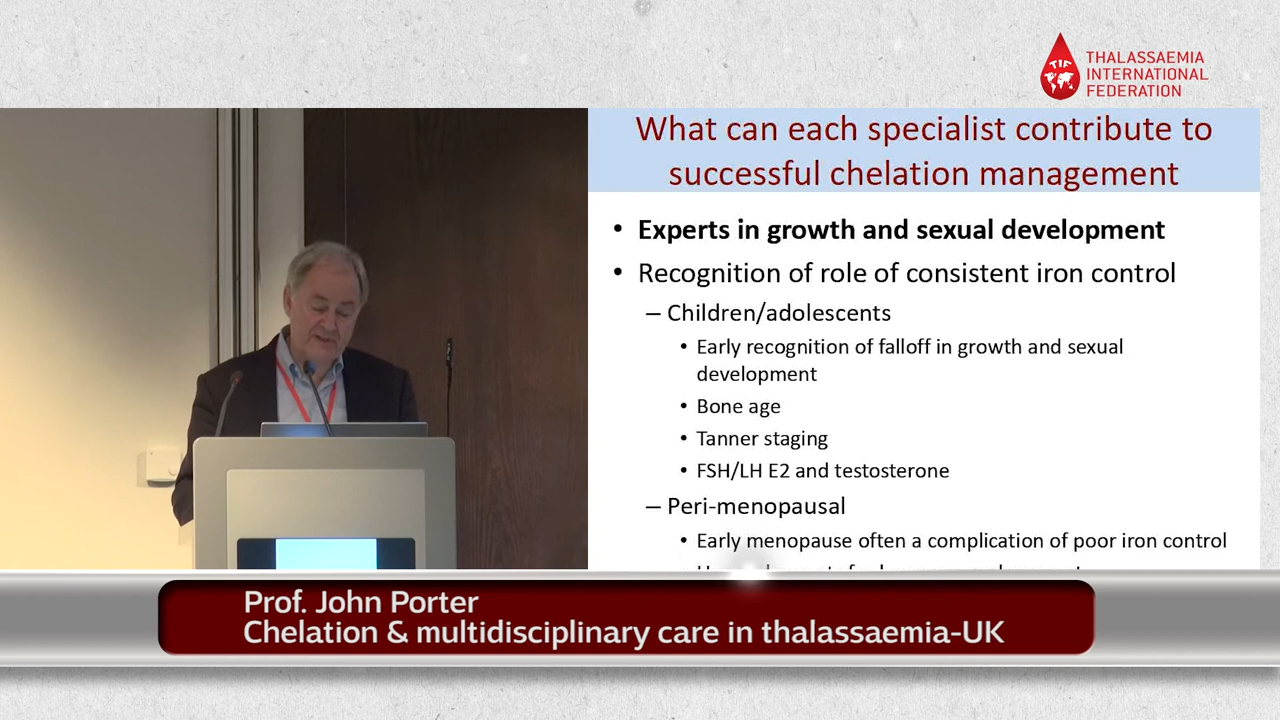 THALASSAEMIA
INTERNATIONAL
FEDERATION
TIF
What can each specialist contribute to
successful chelation management
• Experts in growth and sexual development
• Recognition of role of consistent iron control
– Children/adolescents
• Early recognition of falloff in growth and sexual
development
• Bone age
• Tanner staging
• FSH/LH E2 and testosterone
– Peri-menopausal
• Early menopause often a complication of poor iron control
Prof. John Porter
Chelation & multidisciplinary care in thalassaemia-UK